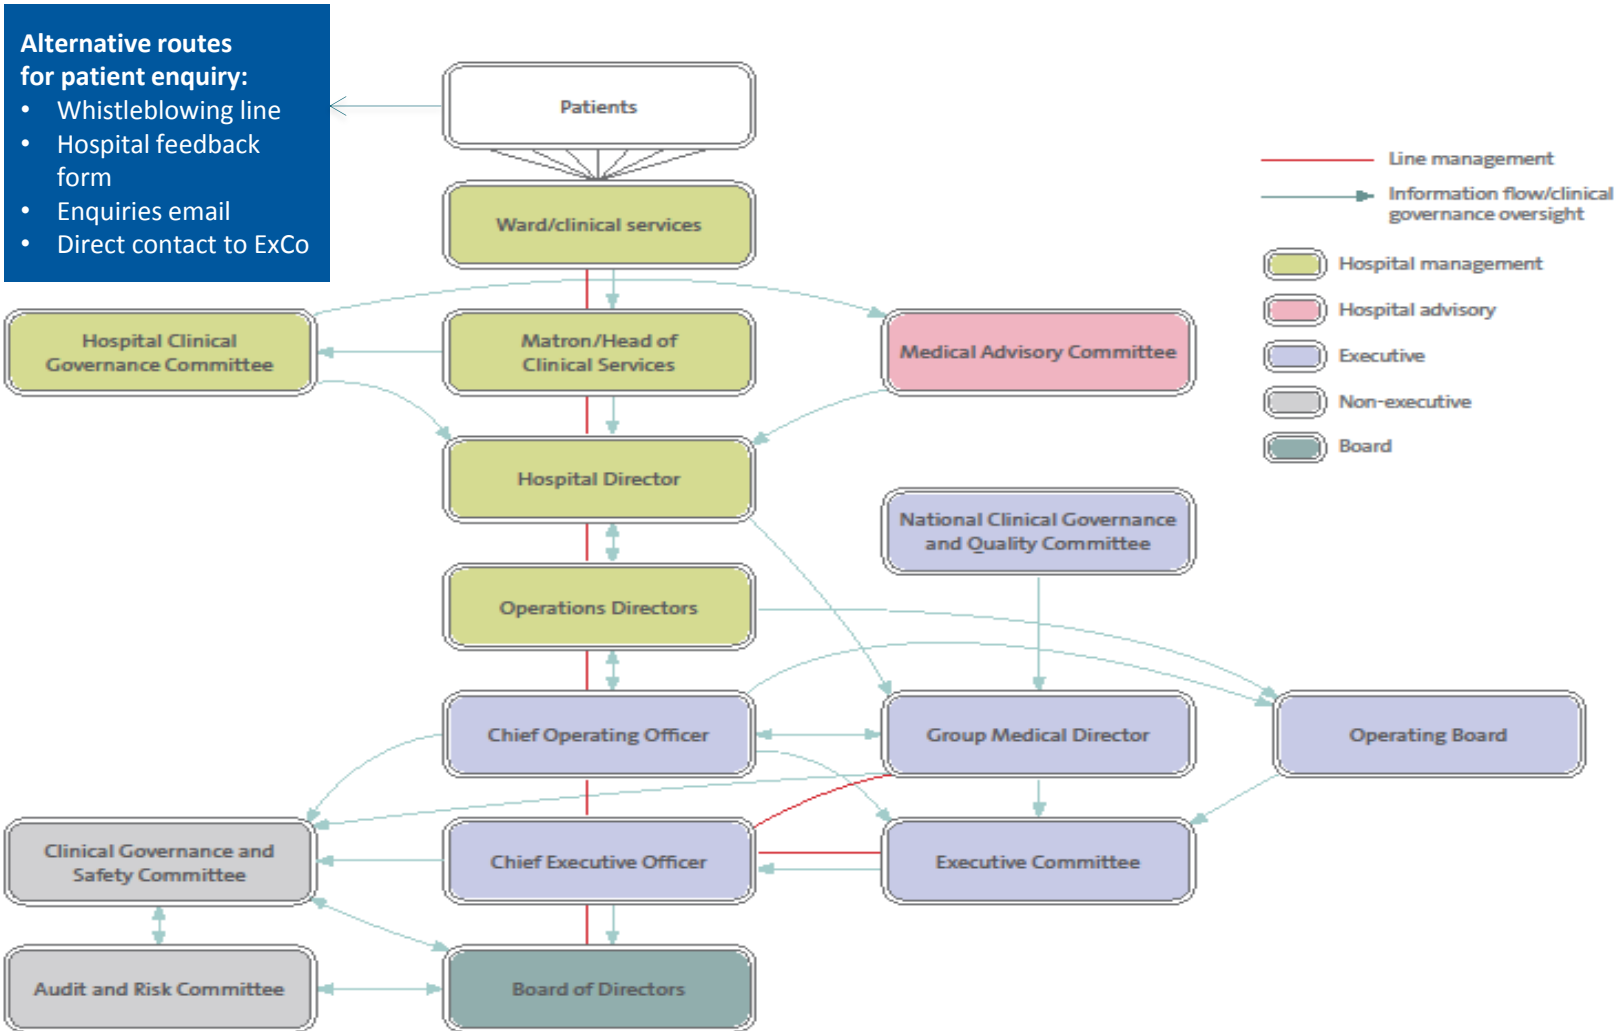 Alternative routes
for patient enquiry:
• Whistleblowing line
• Hospital feedback
form
• Enquiries email
• Direct contact to ExCo
Patients
Line management
Information flow/clinical
governance oversight
Ward/clinical services
Hospital management
Hospital advisory
Executive
Non-executive
Board
Hospital Clinical
Governance Committee
Matron/Head of
Clinical Services
Medical Advisory Committee
Hospital Director
National Clinical Governance
and Quality Committee
Operations Directors
Chief Operating Officer
Group Medical Director
Operating Board
Clinical Governance and
Safety Committee
Chief Executive Officer
Executive Committee
Audit and Risk Committee
Board of Directors